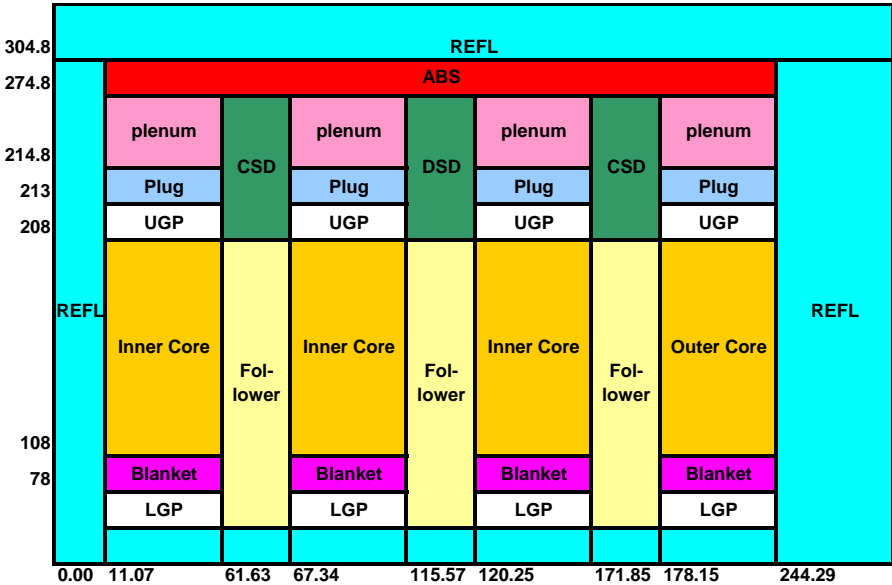 304.8
REFL
274.8
ABS
plenum
plenum
plenum
plenum
214.8
CSD
DSD
CSD
213
Plug
Plug
Plug
Plug
208
UGP
UGP
UGP
UGP
REFL
REFL
Inner Core
Inner Core
Inner Core
Outer Core
Fol-
lower
Fol-
lower
Fol-
lower
108
78
Blanket
Blanket
Blanket
Blanket
LGP
LGP
LGP
LGP
0.00 11.07 61.63 67.34 115.57 120.25 171.85 178.15 244.29